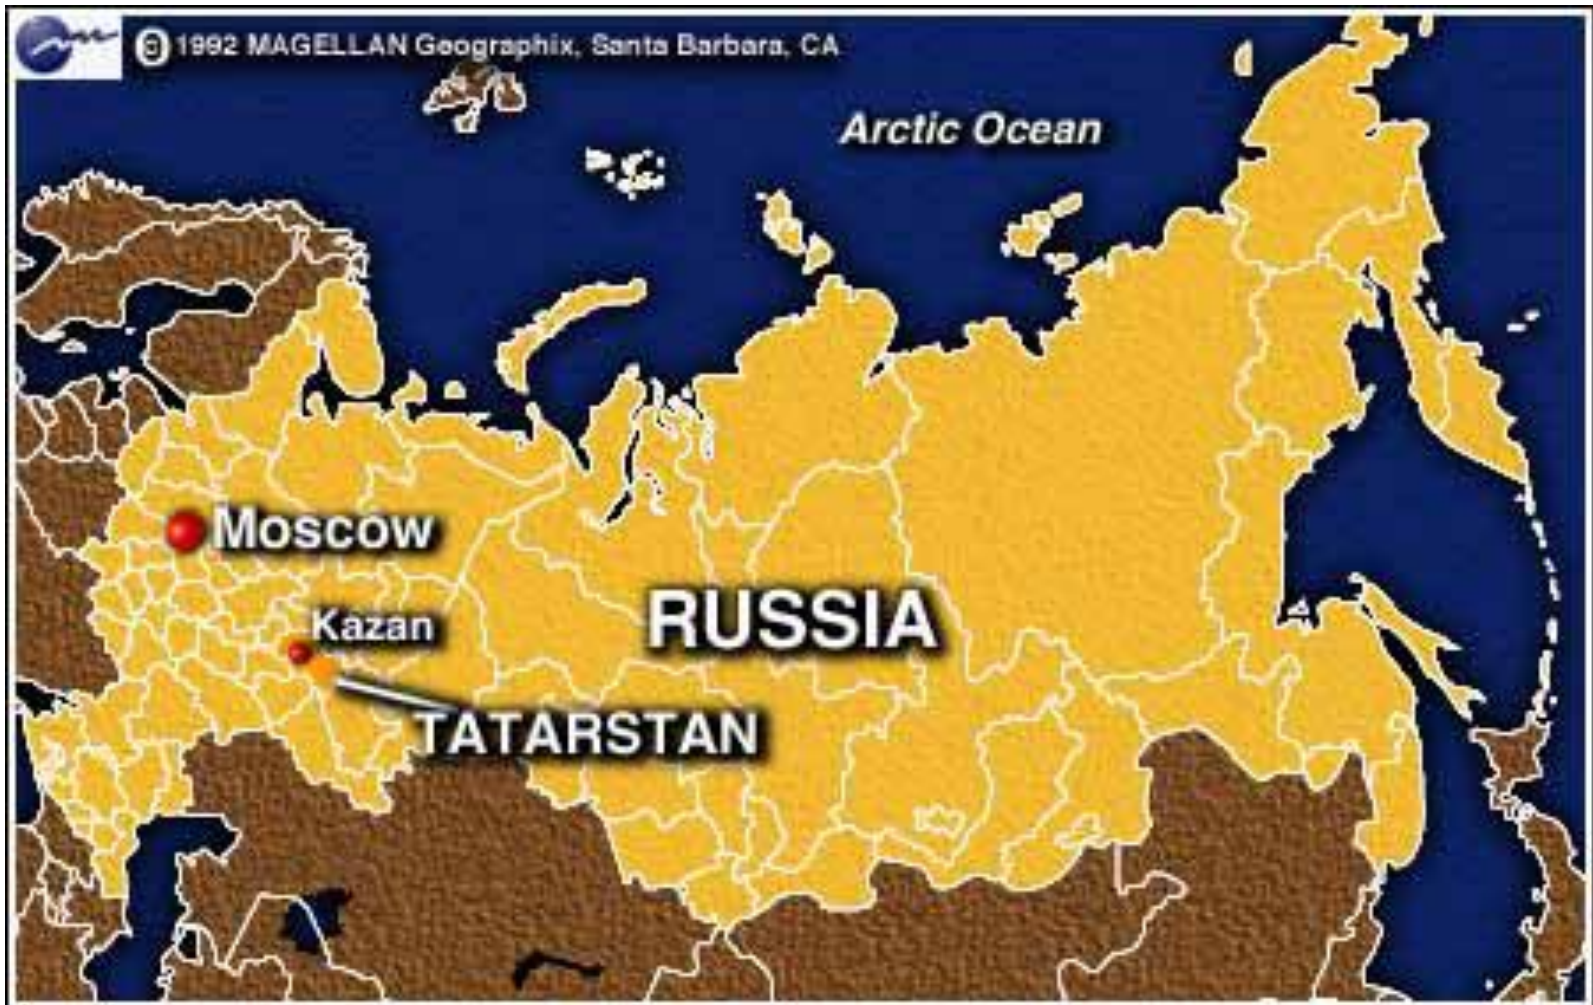 © 1992 MAGELLAN Geographix, Santa Barbara, CA
Arctic Ocean
Moscow
Kazan
RUSSIA
TATARSTAN